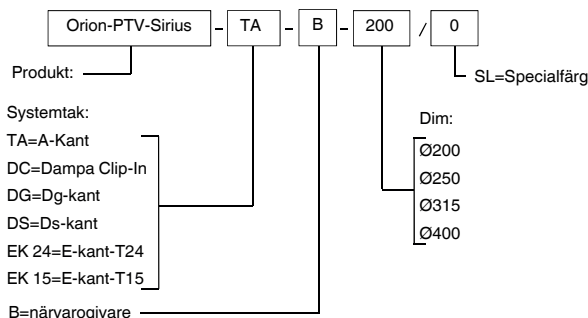 Orion-PTV-Sirius - TA - B - 200 / 0
Produkt:
SL=Specialfärg
Systemtak:
TA=A-Kant
DC=Dampa Clip-In
DG=Dg-kant
DS=Ds-kant
EK 24=E-kant-T24
EK 15=E-kant-T15
Dim:
Ø200
Ø250
Ø315
Ø400
B=närvarogivare